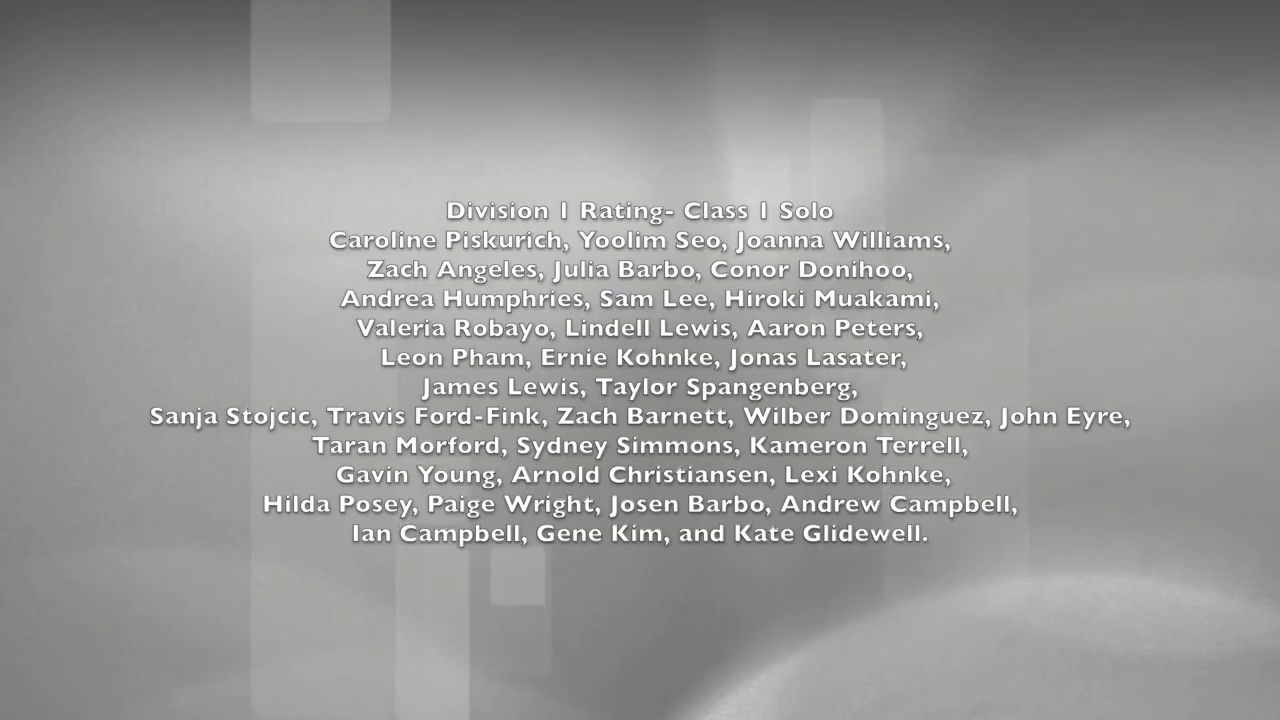 Division 1 Rating- Class 1 Solo
Caroline Piskurich, Yoolim Seo, Joanna Williams,
Zach Angeles, Julia Barbo, Conor Donihoo,
Andrea Humphries, Sam Lee, Hiroki Muakami,
Valeria Robayo, Lindell Lewis, Aaron Peters,
Leon Pham, Ernie Kohnke, Jonas Lasater,
James Lewis, Taylor Spangenberg,
Sanja Stojcic, Travis Ford-Fink, Zach Barnett, Wilber Dominguez, John Eyre,
Taran Morford, Sydney Simmons, Kameron Terrell,
Gavin Young, Arnold Christiansen, Lexi Kohnke,
Hilda Posey, Paige Wright, Josen Barbo, Andrew Campbell,
Ian Campbell, Gene Kim, and Kate Glidewell.